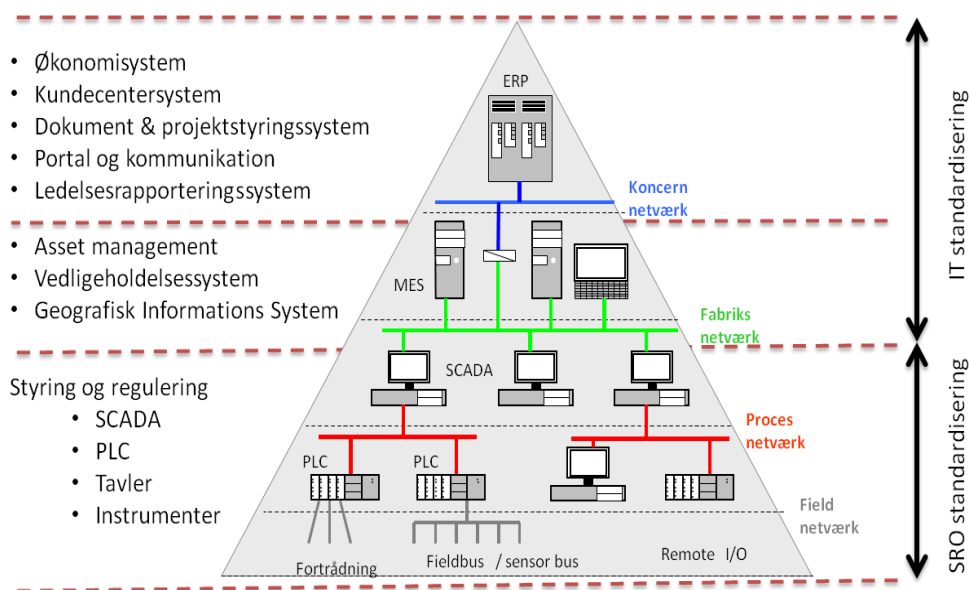 • Økonomisystem
• Kundecentersystem
• Dokument & projektstyringssystem
• Portal og kommunikation
• Ledelsesrapporteringssystem
• Asset management
• Vedligeholdelsessystem
• Geografisk Informations System
Styring og regulering
• SCADA
• PLC
• Tavler
• Instrumenter
ERP
Koncern
netværk
MES
Fabriks
netværk
SCADA
Proces
netværk
PLC
PLC
Field
netværk
Fortrådning
Fieldbus / sensor bus
Remote I/O
IT standardisering
SRO standardisering